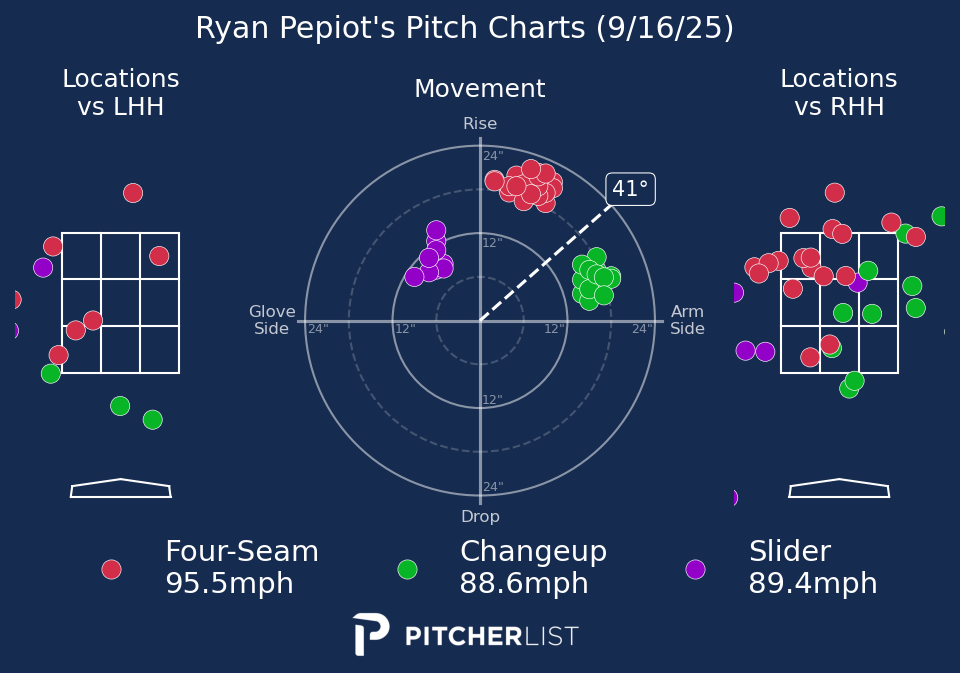 Ryan Pepiot's Pitch Charts (9/16/25)
Locations
vs LHH
Movement
Locations
vs RHH
Rise
24"
41°
12"
Glove
Side
24"
12"
12"
24"
Arm
Side
12"
24"
Drop
Four-Seam
95.5mph
Changeup
88.6mph
Slider
89.4mph
PITCHERLIST